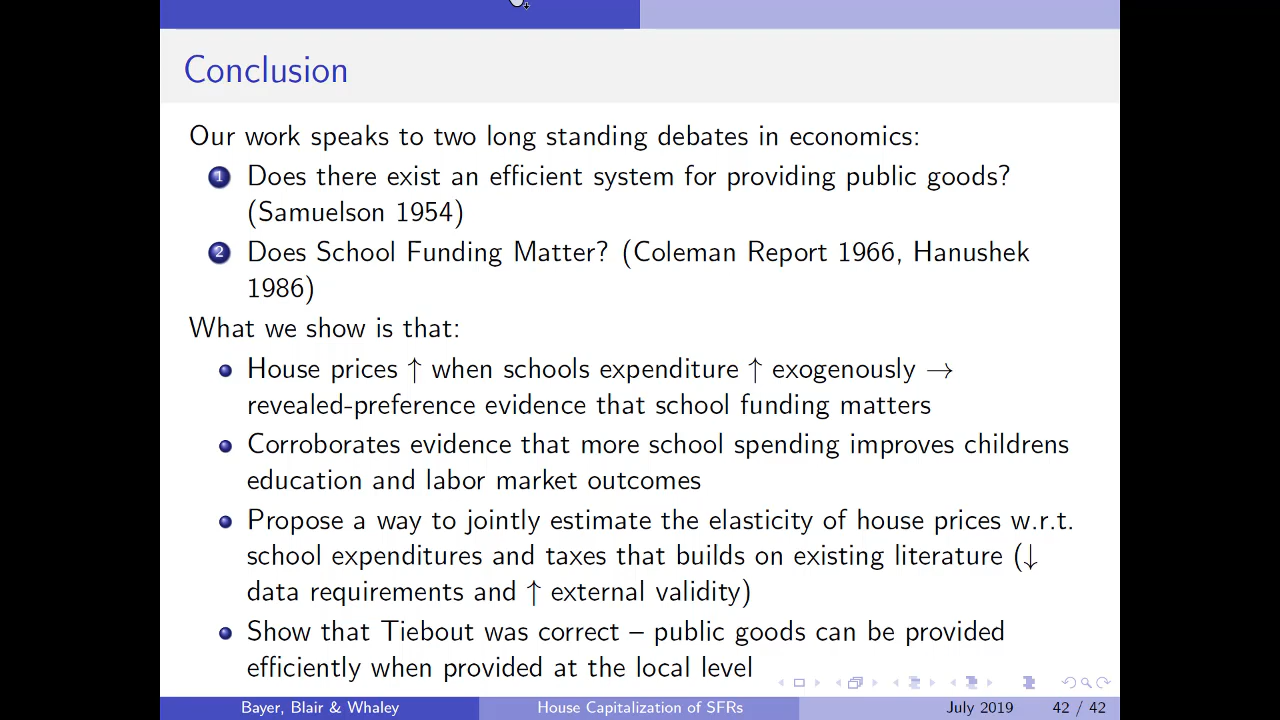 Conclusion
Our work speaks to two long standing debates in economics:
1 Does there exist an efficient system for providing public goods?
(Samuelson 1954)
2 Does School Funding Matter? (Coleman Report 1966, Hanushek
1986)
What we show is that:
House prices ↑ when schools expenditure ↑ exogenously →
revealed-preference evidence that school funding matters
Corroborates evidence that more school spending improves childrens
education and labor market outcomes
Propose a way to jointly estimate the elasticity of house prices w.r.t.
school expenditures and taxes that builds on existing literature (↓
data requirements and ↑ external validity)
Show that Tiebout was correct – public goods can be provided
efficiently when provided at the local level
Bayer, Blair & Whaley House Capitalization of SFRs July 2019 42 / 42